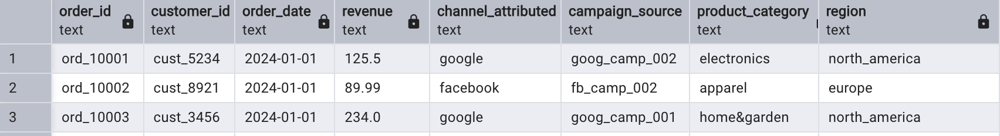 order_id customer_id order_date revenue channel_attributed campaign_source product_category region
text text text text text text text text
1 ord_10001 cust_5234 2024-01-01 125.5 google goog_camp_002 electronics north_america
2 ord_10002 cust_8921 2024-01-01 89.99 facebook fb_camp_002 apparel europe
3 ord_10003 cust_3456 2024-01-01 234.0 google goog_camp_001 home&garden north_america